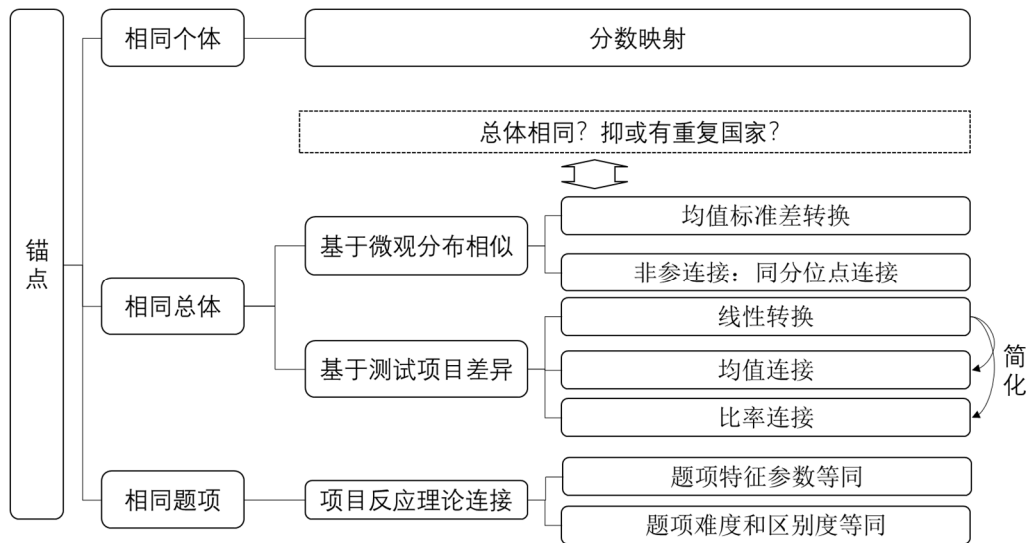 锚点
相同个体
分数映射
总体相同？抑或有重复国家？
相同总体
基于微观分布相似
均值标准差转换
非参连接：同分位点连接
基于测试项目差异
线性转换
均值连接
比率连接
简化
相同题项
项目反应理论连接
题项特征参数等同
题项难度和区别度等同